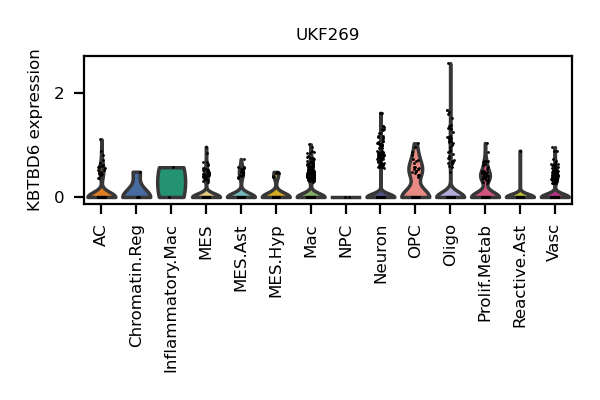 UKF269
KBTBD6 expression
2
0
AC
Chromatin.Reg
Inflammatory.Mac
MES
MES.Ast
MES.Hyp
Mac
NPC
Neuron
OPC
Oligo
Prolif.Metab
Reactive.Ast
Vasc